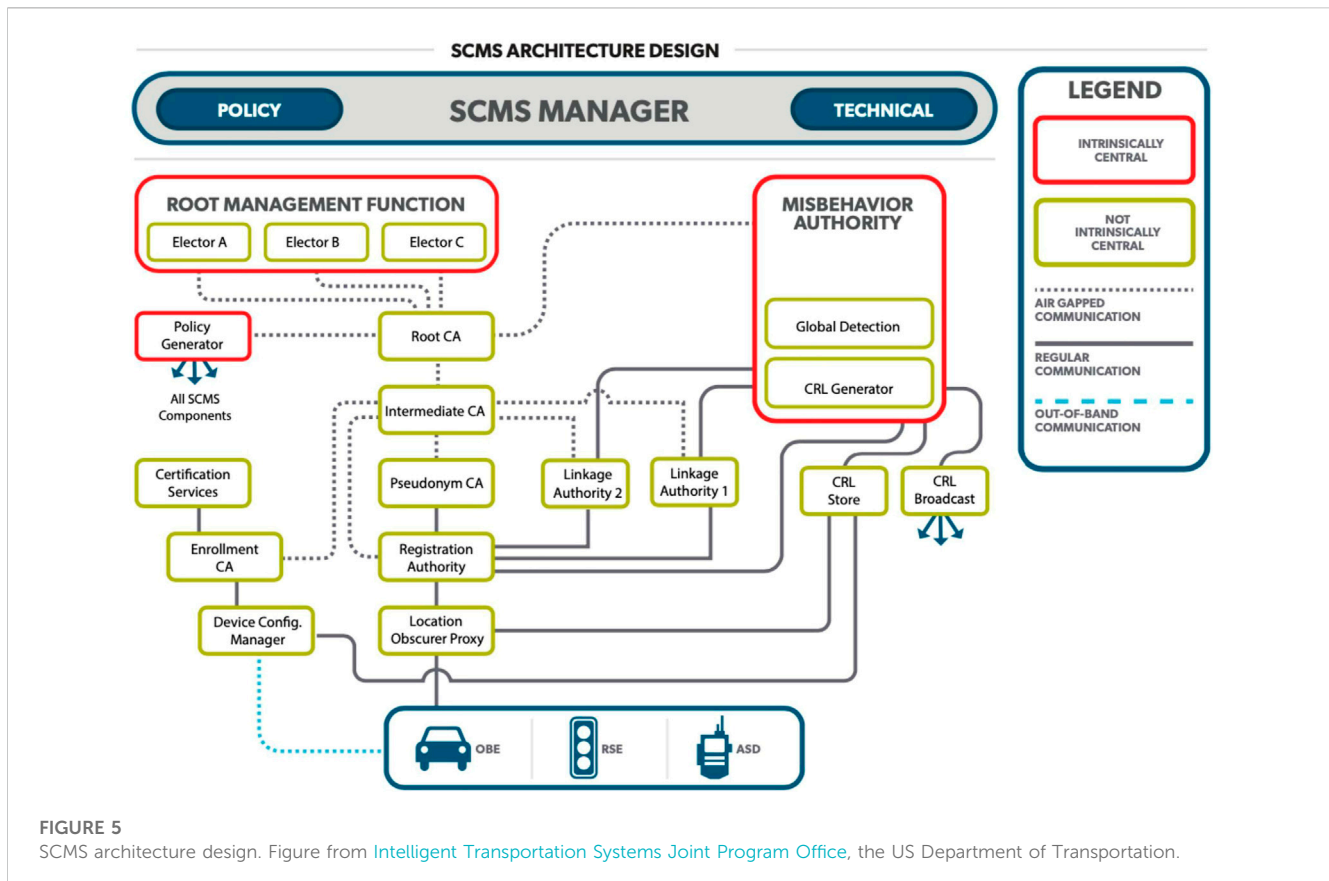 SCMS ARCHITECTURE DESIGN
POLICY
SCMS MANAGER
TECHNICAL
LEGEND
INTRINSICALLY
CENTRAL
NOT
INTRINSICALLY
CENTRAL
AIR GAPPED
COMMUNICATION
REGULAR
COMMUNICATION
OUT-OF-BAND
COMMUNICATION
ROOT MANAGEMENT FUNCTION
Elector A
Elector B
Elector C
MISBEHAVIOR
AUTHORITY
Global Detection
CRL Generator
Policy
Generator
All SCMS
Components
Root CA
Intermediate CA
Certification
Services
Pseudonym CA
Linkage
Authority 2
Linkage
Authority 1
CRL
Store
CRL
Broadcast
Enrollment
CA
Registration
Authority
Device Config.
Manager
Location
Obscurer Proxy
OBE
RSE
ASD
FIGURE 5
SCMS architecture design. Figure from Intelligent Transportation Systems Joint Program Office, the US Department of Transportation.